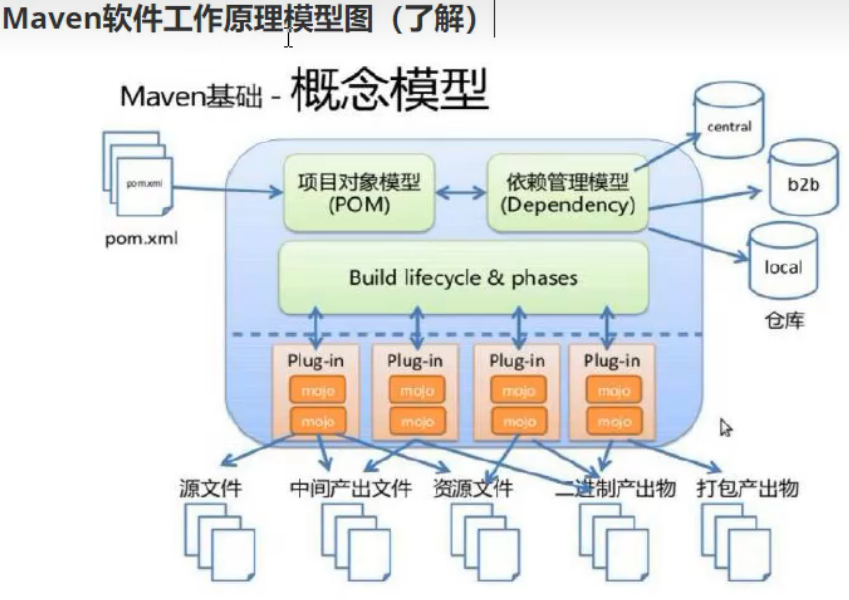 Maven软件工作原理模型图（了解）
Maven基础 - 概念模型
pom.xml
pom.xml
项目对象模型
(POM)
依赖管理模型
(Dependency)
central
b2b
local
仓库
Build lifecycle & phases
Plug-in
mojo
mojo
Plug-in
mojo
mojo
Plug-in
mojo
mojo
Plug-in
mojo
mojo
源文件
中间产出文件
资源文件
二进制产出物
打包产出物